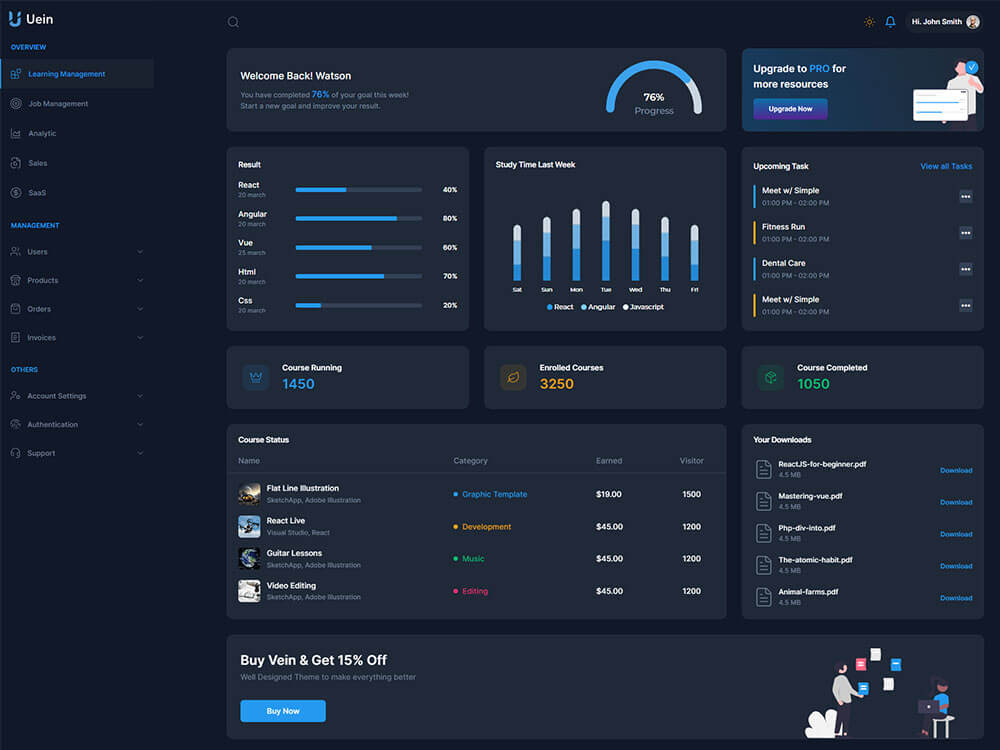 Uein
Hi. John Smith
OVERVIEW
Learning Management
Job Management
Analytic
Sales
SaaS
MANAGEMENT
Users
Products
Orders
Invoices
OTHERS
Account Settings
Authentication
Support
Welcome Back! Watson
You have completed 76% of your goal this week!
Start a new goal and improve your result.
76%
Progress
Upgrade to PRO for
more resources
Upgrade Now
Result
React
20 march
40%
Angular
20 march
80%
Vue
25 march
60%
Html
20 march
70%
Css
20 march
20%
Study Time Last Week
Sat Sun Mon Tue Wed Thu Fri
React Angular Javascript
Upcoming Task
View all Tasks
Meet w/ Simple
01:00 PM - 02:00 PM
Fitness Run
01:00 PM - 02:00 PM
Dental Care
01:00 PM - 02:00 PM
Meet w/ Simple
01:00 PM - 02:00 PM
Course Running
1450
Enrolled Courses
3250
Course Completed
1050
Course Status
Name Category Earned Visitor
Flat Line Illustration
SketchApp, Adobe Illustration
Graphic Template $19.00 1500
React Live
Visual Studio, React
Development $45.00 1200
Guitar Lessons
SketchApp, Adobe Illustration
Music $45.00 1200
Video Editing
SketchApp, Adobe Illustration
Editing $45.00 1200
Your Downloads
ReactJS-for-beginner.pdf
4.5 MB
Download
Mastering-vue.pdf
4.5 MB
Download
Php-div-into.pdf
4.5 MB
Download
The-atomic-habit.pdf
4.5 MB
Download
Animal-farms.pdf
4.5 MB
Download
Buy Vein & Get 15% Off
Well Designed Theme to make everything better
Buy Now